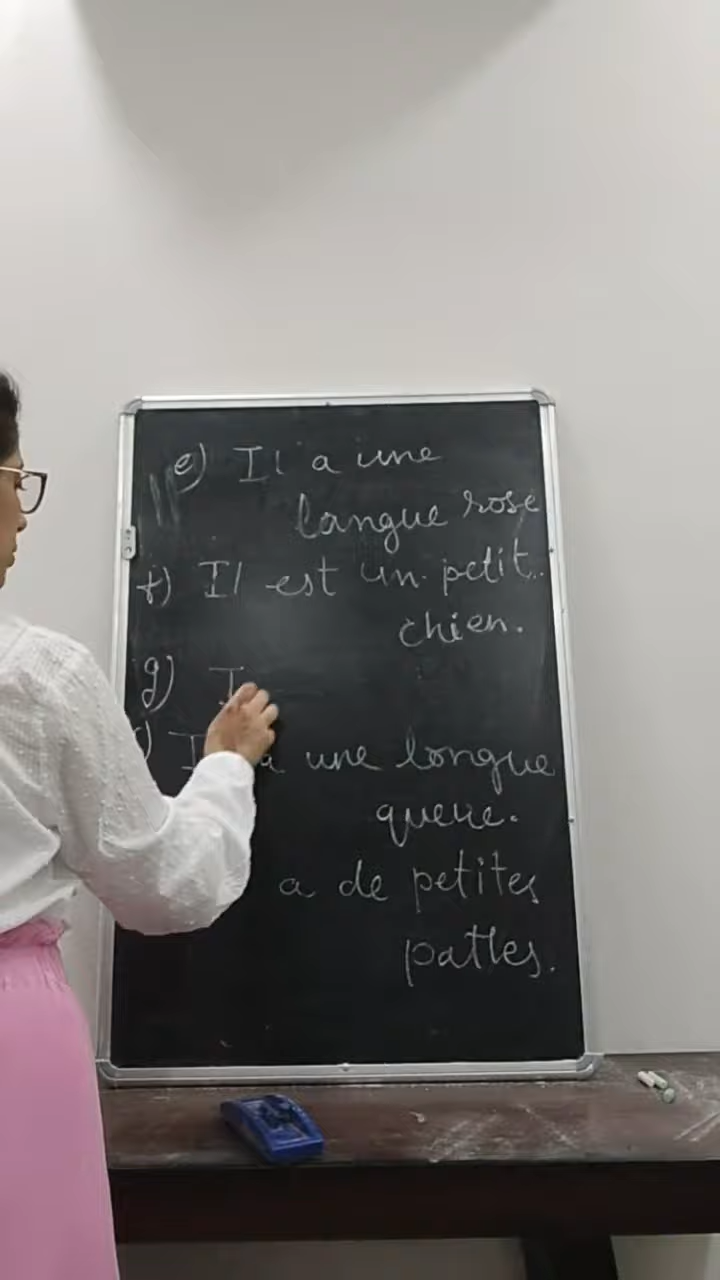 e) Il a une
langue rose
f) Il est un petit
chien.
g) I
a une longue
queue.
a de petites
pattes.